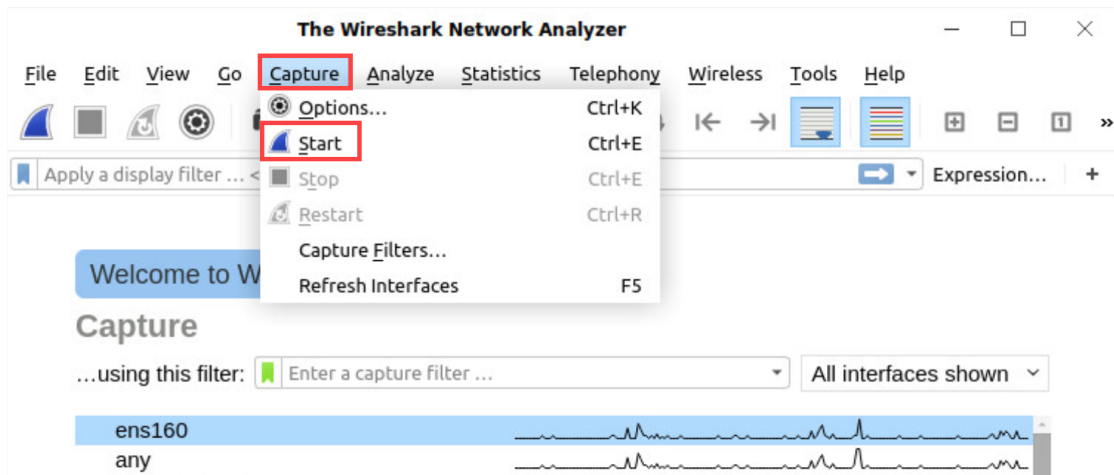 The Wireshark Network Analyzer
File Edit View Go Capture Analyze Statistics Telephony Wireless Tools Help
Options... Ctrl+K
Start Ctrl+E
Stop Ctrl+E
Restart Ctrl+R
Capture Filters...
Refresh Interfaces F5
1 »
Apply a display filter ... < Expression... +
Welcome to W
Capture
...using this filter: Enter a capture filter ... All interfaces shown
ens160
any